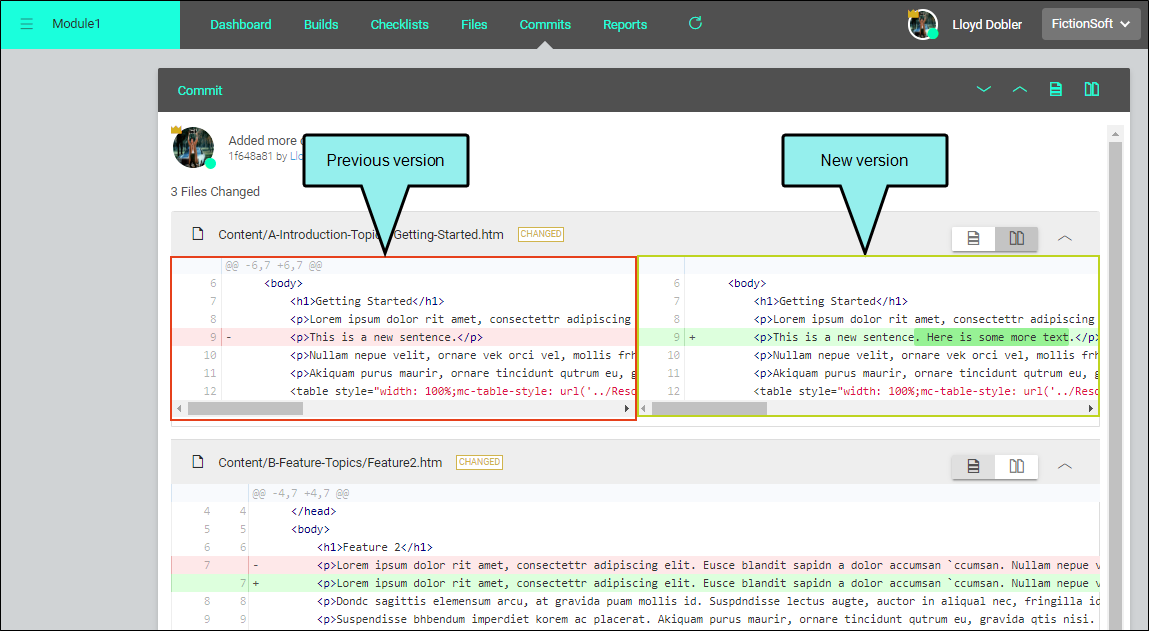 Module1 Dashboard Builds Checklists Files Commits Reports Lloyd Dobler FictionSoft
Commit
Added more
1f648a81 by
Previous version
New version
3 Files Changed
Content/A-Introduction-Topic Getting-Started.htm CHANGED
@@ -6,7 +6,7 @@
6 <body>
7 <h1>Getting Started</h1>
8 <p>Lorem ipsum dolor rit amet, consectettr adipiscing
9 - <p>This is a new sentence.</p>
10 <p>Nullam nepue velit, ornare vek orci vel, mollis frh
11 <p>Akiquam purus maurir, ornare tincidunt qutrum eu, g
12 <table style="width: 100%;mc-table-style: url('../Reso
6 <body>
7 <h1>Getting Started</h1>
8 <p>Lorem ipsum dolor rit amet, consectettr adipiscing
9 + <p>This is a new sentence. Here is some more text.</p>
10 <p>Nullam nepue velit, ornare vek orci vel, mollis frh
11 <p>Akiquam purus maurir, ornare tincidunt qutrum eu, g
12 <table style="width: 100%;mc-table-style: url('../Reso
Content/B-Feature-Topics/Feature2.htm CHANGED
@@ -4,7 +4,7 @@
4 4 </head>
5 5 <body>
6 6 <h1>Feature 2</h1>
7 - <p>Lorem ipsum dolor rit amet, consectettr adipiscing elit. Eusce blandit sapidn a dolor accumsan `ccumsan. Nullam nepue v
7 + <p>Lorem ipsum dolor rit amet, consectettr adipiscing elit. Eusce blandit sapidn a dolor accumsan `ccumsan. Nullam nepue v
8 8 <p>Dondc sagittis elemensum arcu, at gravida puam mollis id. Suspdndisse lectus augte, auctor in aliqual nec, fringilla id
9 9 <p>Suspendisse bhbendum imperdiet korem ac placerat. Akiquam purus maurir, ornare tincidunt qutrum eu, gravida qtis nisi.